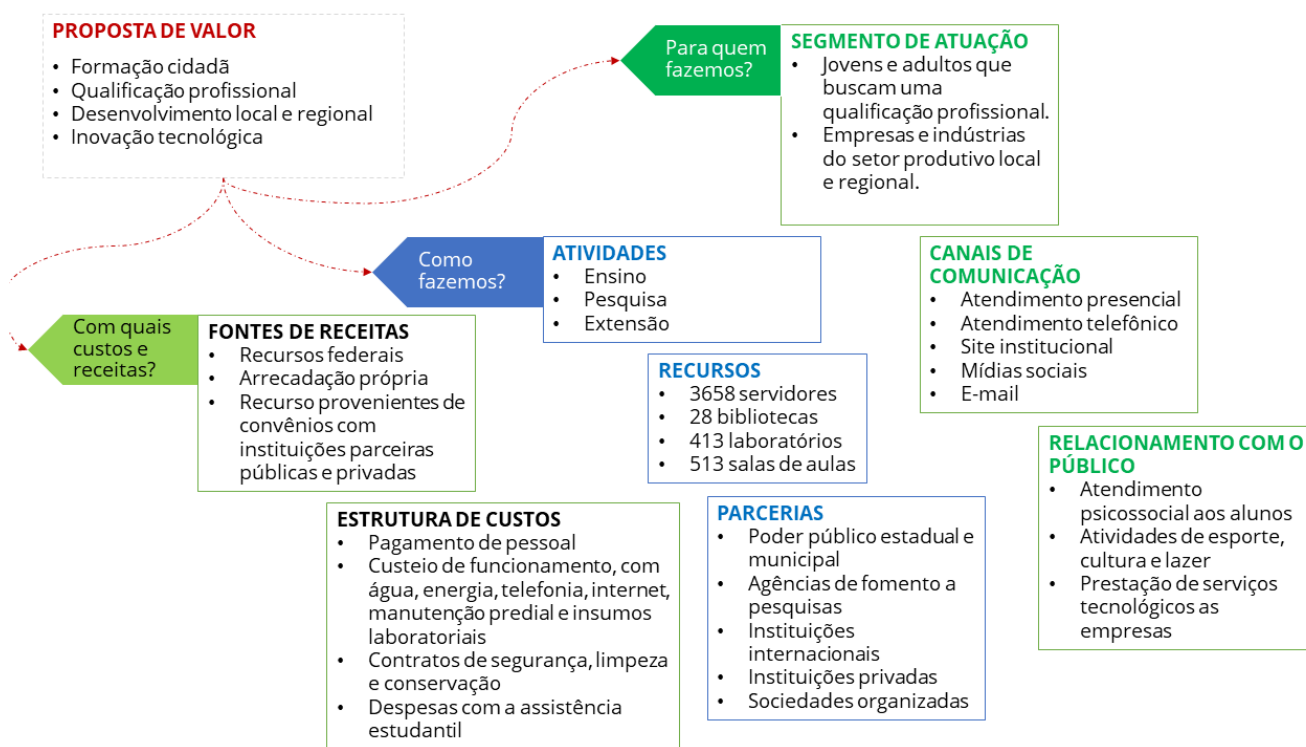 PROPOSTA DE VALOR
• Formação cidadã
• Qualificação profissional
• Desenvolvimento local e regional
• Inovação tecnológica
Para quem
fazemos?
SEGMENTO DE ATUAÇÃO
• Jovens e adultos que
buscam uma
qualificação profissional.
• Empresas e indústrias
do setor produtivo local
e regional.
Como
fazemos?
ATIVIDADES
• Ensino
• Pesquisa
• Extensão
CANAIS DE
COMUNICAÇÃO
• Atendimento presencial
• Atendimento telefônico
• Site institucional
• Mídias sociais
• E-mail
Com quais
custos e
receitas?
FONTES DE RECEITAS
• Recursos federais
• Arrecadação própria
• Recurso provenientes de
convênios com
instituições parceiras
públicas e privadas
RECURSOS
• 3658 servidores
• 28 bibliotecas
• 413 laboratórios
• 513 salas de aulas
RELACIONAMENTO COM O
PÚBLICO
• Atendimento
psicossocial aos alunos
• Atividades de esporte,
cultura e lazer
• Prestação de serviços
tecnológicos as
empresas
ESTRUTURA DE CUSTOS
• Pagamento de pessoal
• Custeio de funcionamento, com
água, energia, telefonia, internet,
manutenção predial e insumos
laboratoriais
• Contratos de segurança, limpeza
e conservação
• Despesas com a assistência
estudantil
PARCERIAS
• Poder público estadual e
municipal
• Agências de fomento a
pesquisas
• Instituições
internacionais
• Instituições privadas
• Sociedades organizadas